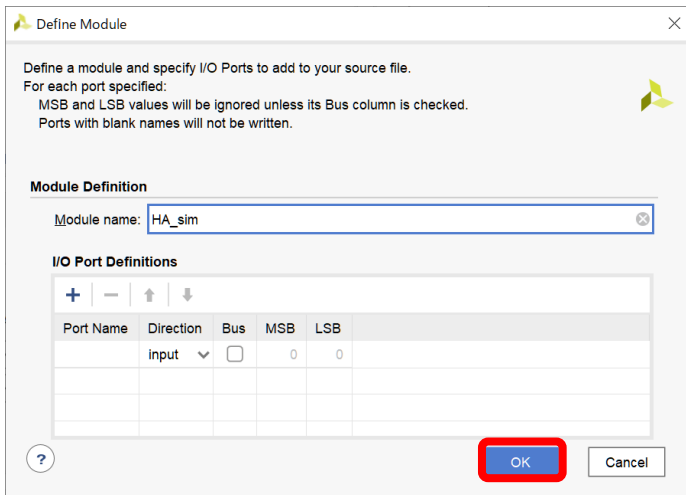 Define Module
Define a module and specify I/O Ports to add to your source file.
For each port specified:
MSB and LSB values will be ignored unless its Bus column is checked.
Ports with blank names will not be written.
Module Definition
Module name: HA_sim
I/O Port Definitions
Port Name Direction Bus MSB LSB
input 0 0
? OK Cancel